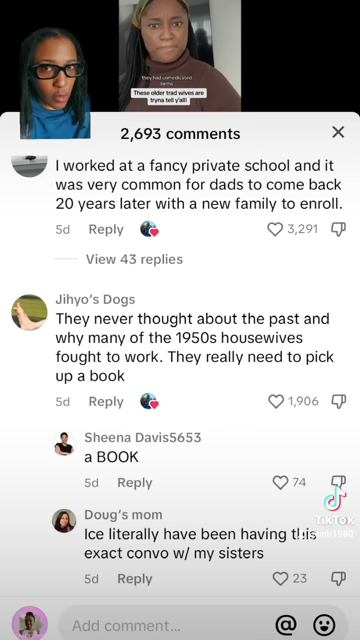 they had unmedicated
These older trad wives are
tryna tell y'all!
2,693 comments
I worked at a fancy private school and it
was very common for dads to come back
20 years later with a new family to enroll.
5d Reply 3,291
View 43 replies
Jihyo's Dogs
They never thought about the past and
why many of the 1950s housewives
fought to work. They really need to pick
up a book
5d Reply 1,906
Sheena Davis5653
a BOOK
5d Reply 74
TikTok
Doug's mom
Ice literally have been having this
exact convo w/ my sisters
5d Reply 23
Add comment...